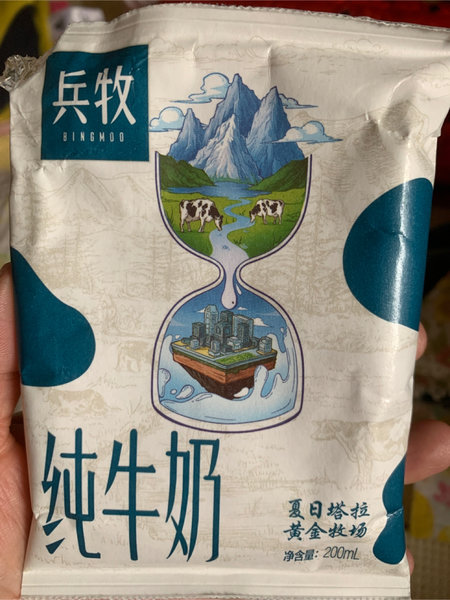 兵牧
BINGMOO
纯牛奶
夏日塔拉
黄金牧场
净含量：200mL